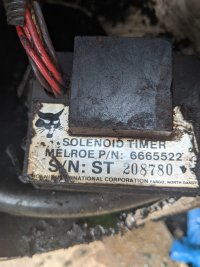 SOLENOID TIMER
MELROE P/N: 6665522
S/N: ST 208780
INTERNATIONAL CORPORATION FARGO, NORTH DAKOTA